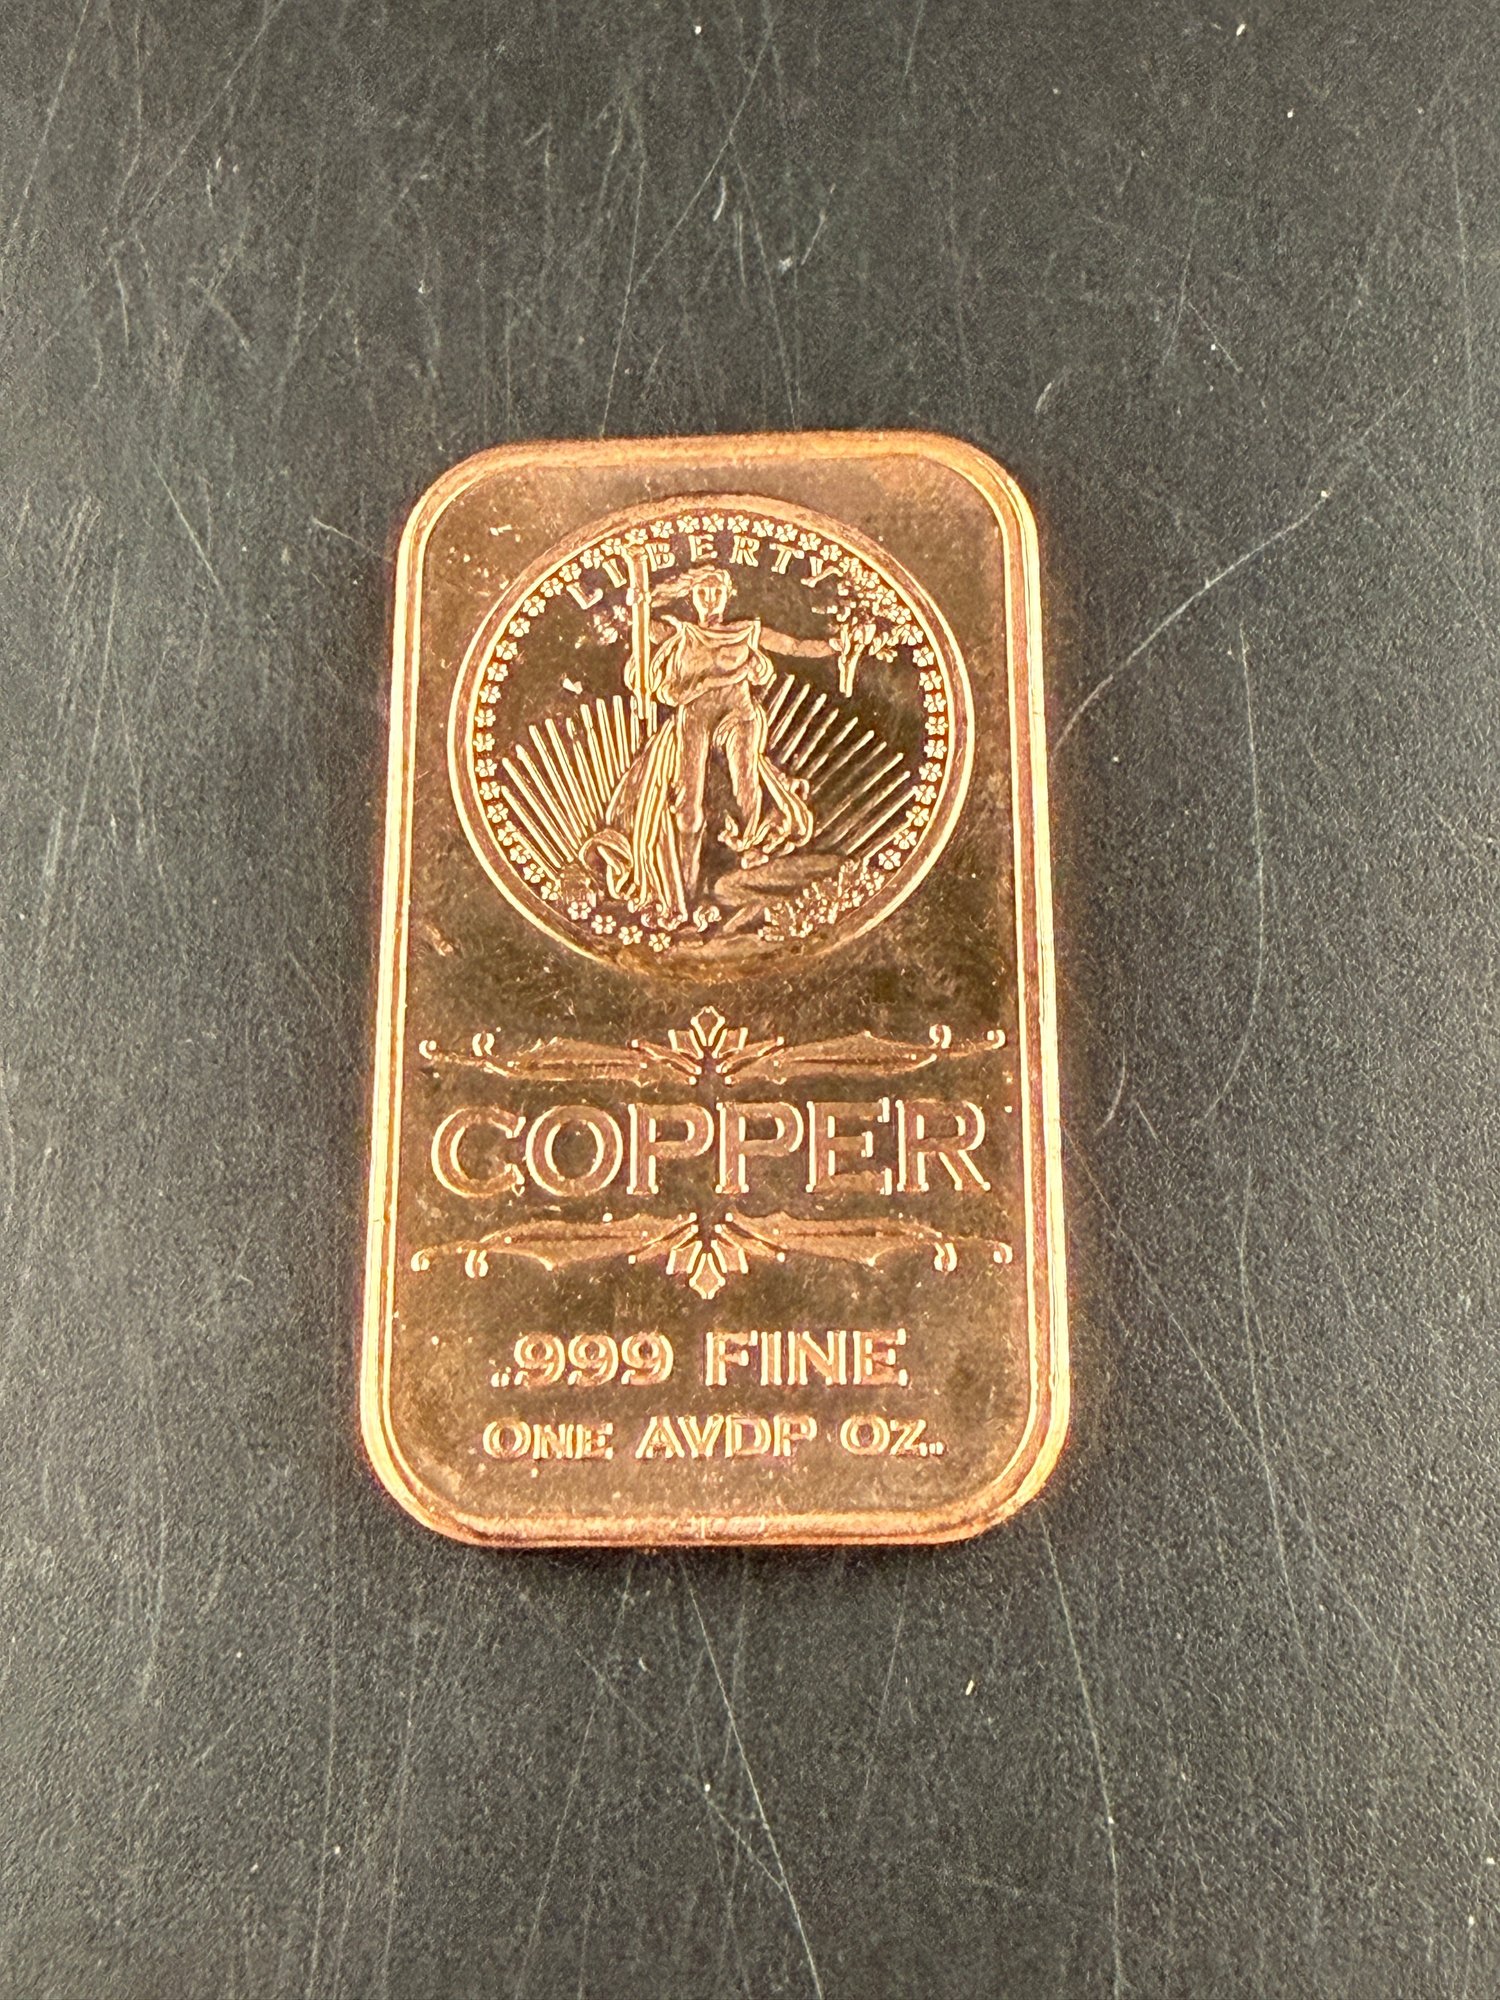 LIBERTY
COPPER
.999 FINE
ONE AVDP OZ.